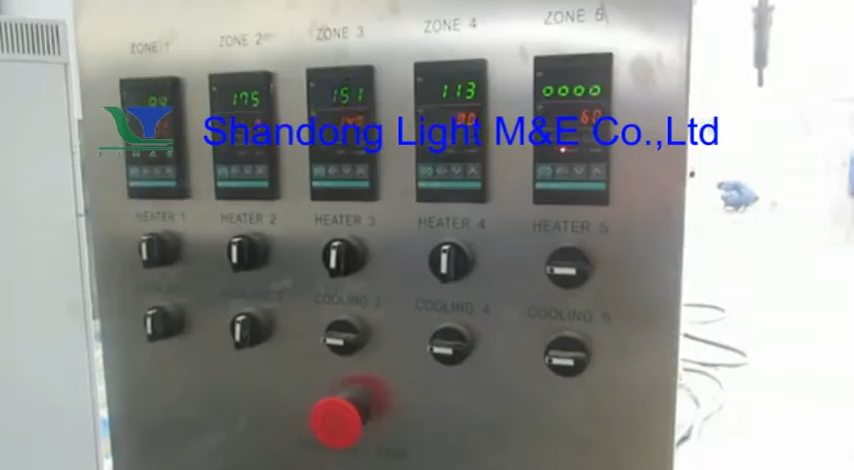 ZONE 1 ZONE 2 ZONE 3 ZONE 4 ZONE 5
175 151 113 0000
80 60
Shandong Light M&E Co.,Ltd
HEATER 1 HEATER 2 HEATER 3 HEATER 4 HEATER 5
COOLING 3 COOLING 4 COOLING 5